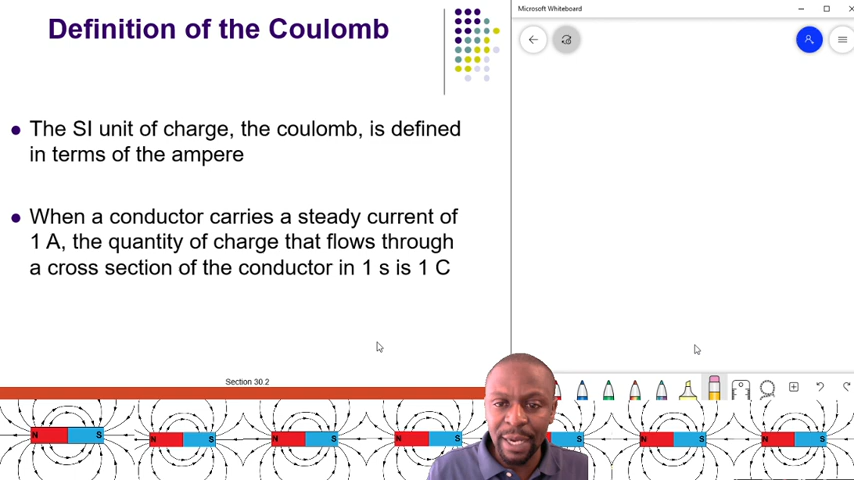 Definition of the Coulomb
Microsoft Whiteboard
The SI unit of charge, the coulomb, is defined
in terms of the ampere
When a conductor carries a steady current of
1 A, the quantity of charge that flows through
a cross section of the conductor in 1 s is 1 C
Section 30.2
N S N S N S N S S N S N S